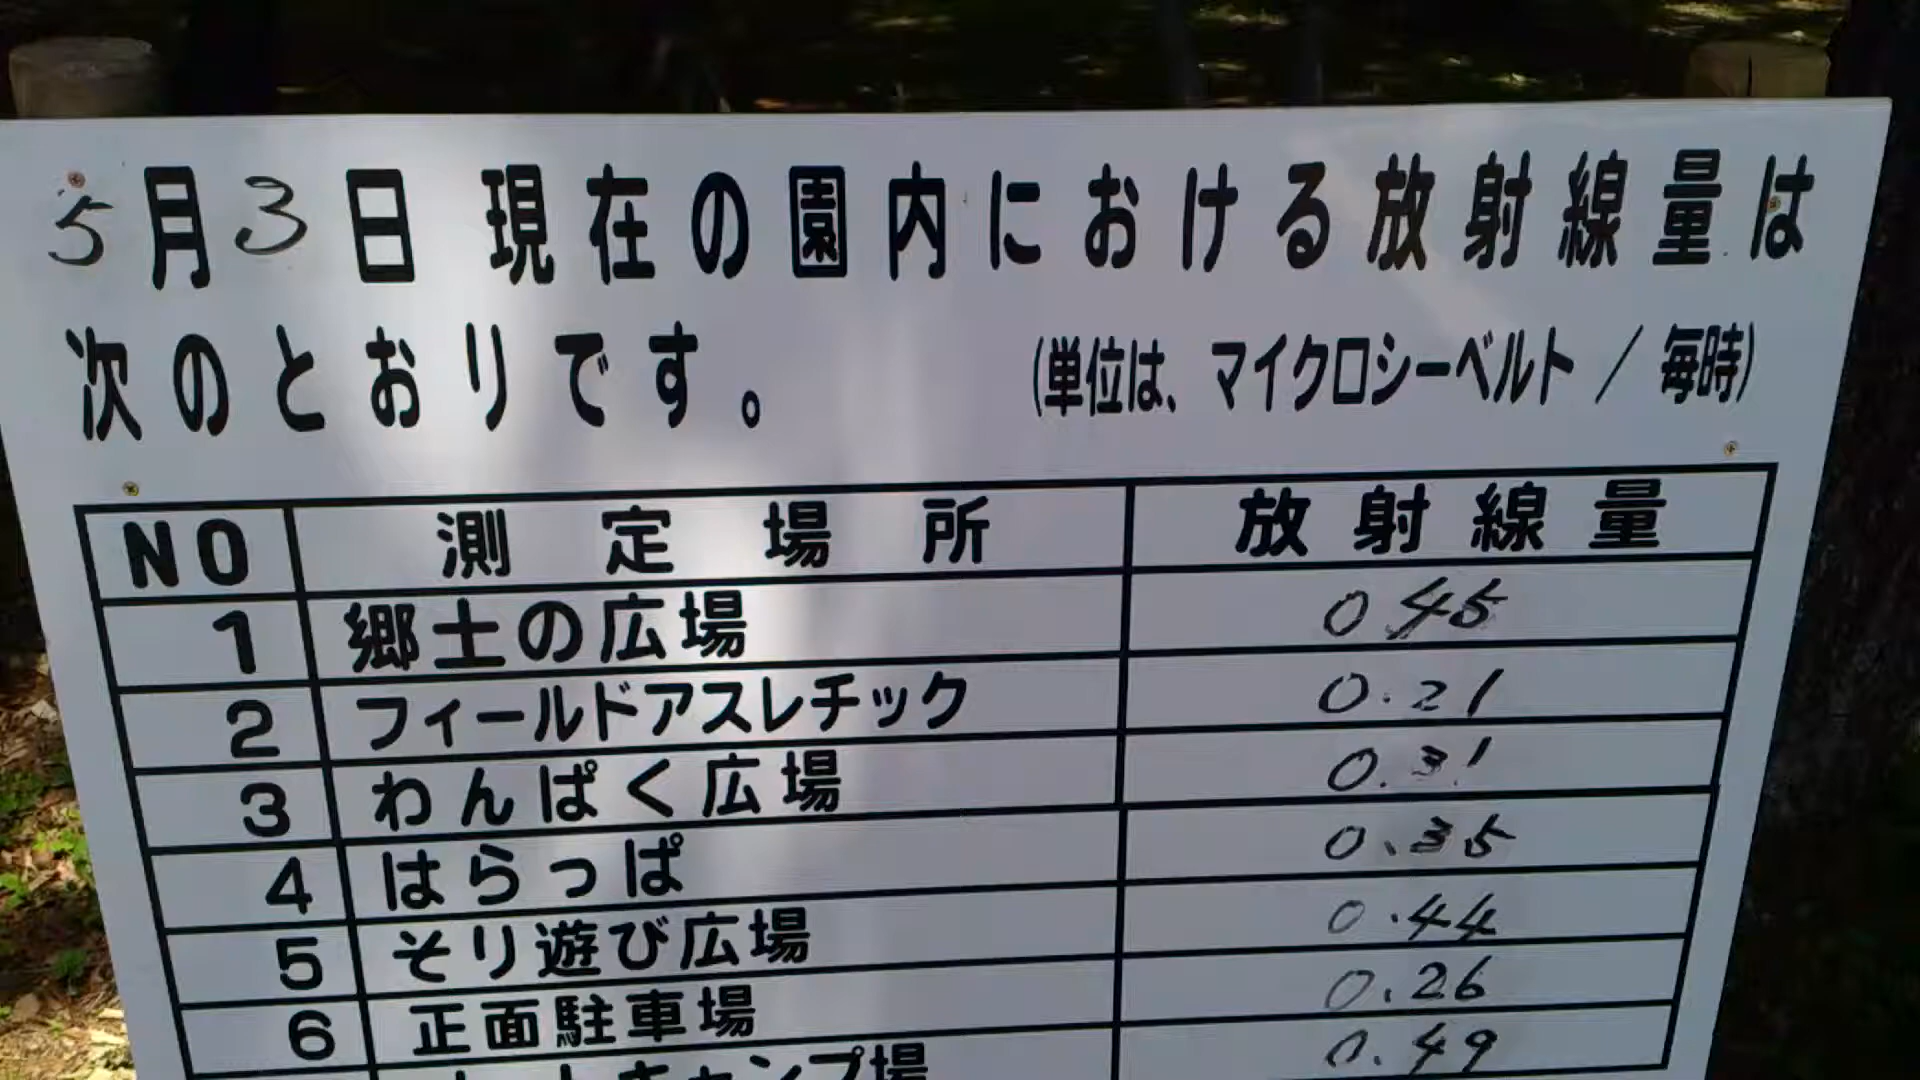 5月3日 現在の園内における放射線量は
次のとおりです。 (単位は、マイクロシーベルト / 毎時)
NO 測定場所 放射線量
1 郷土の広場 0.45
2 フィールドアスレチック 0.21
3 わんぱく広場 0.31
4 はらっぱ 0.35
5 そり遊び広場 0.44
6 正面駐車場 0.26
キャンプ場 0.49